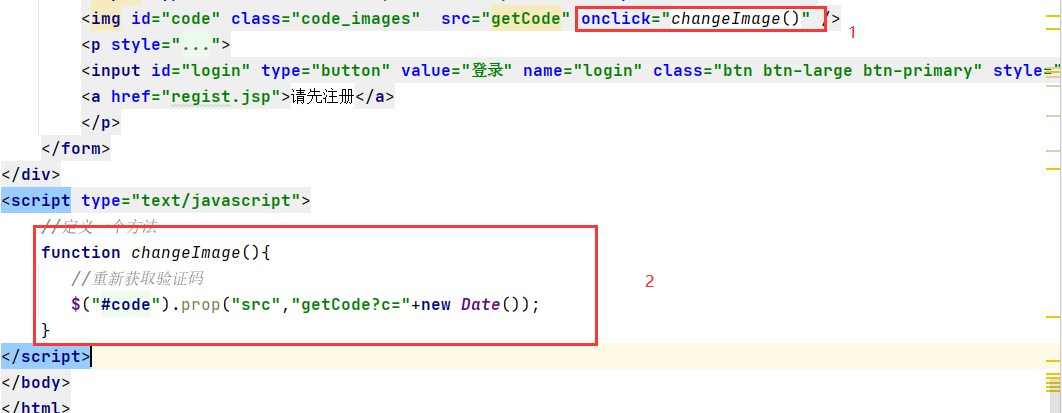 <img id="code" class="code_images" src="getCode" onclick="changeImage()" />
1
<p style="...">
<input id="login" type="button" value="登录" name="login" class="btn btn-large btn-primary" style="
<a href="regist.jsp">请先注册</a>
</p>
</form>
</div>
<script type="text/javascript">
//定义一个方法
function changeImage(){
//重新获取验证码
2
$("#code").prop("src","getCode?c="+new Date());
}
</script>
</body>
</html>